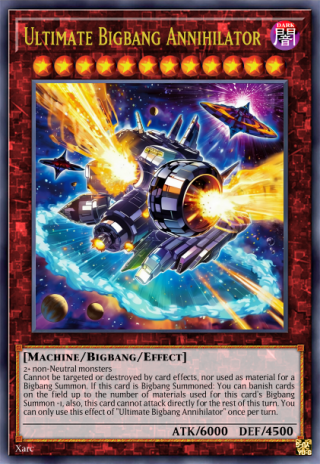 ULTIMATE BIGBANG ANNIHILATOR
DARK
闇
[MACHINE/BIGBANG/EFFECT]
2+ non-Neutral monsters
Cannot be targeted or destroyed by card effects, nor used as material for a
Bigbang Summon. If this card is Bigbang Summoned: You can banish cards
on the field up to the number of materials used for this card's Bigbang
Summon -1, also, this card cannot attack directly for the rest of this turn. You
can only use this effect of "Ultimate Bigbang Annihilator" once per turn.
ATK/6000 DEF/4500
Xarc